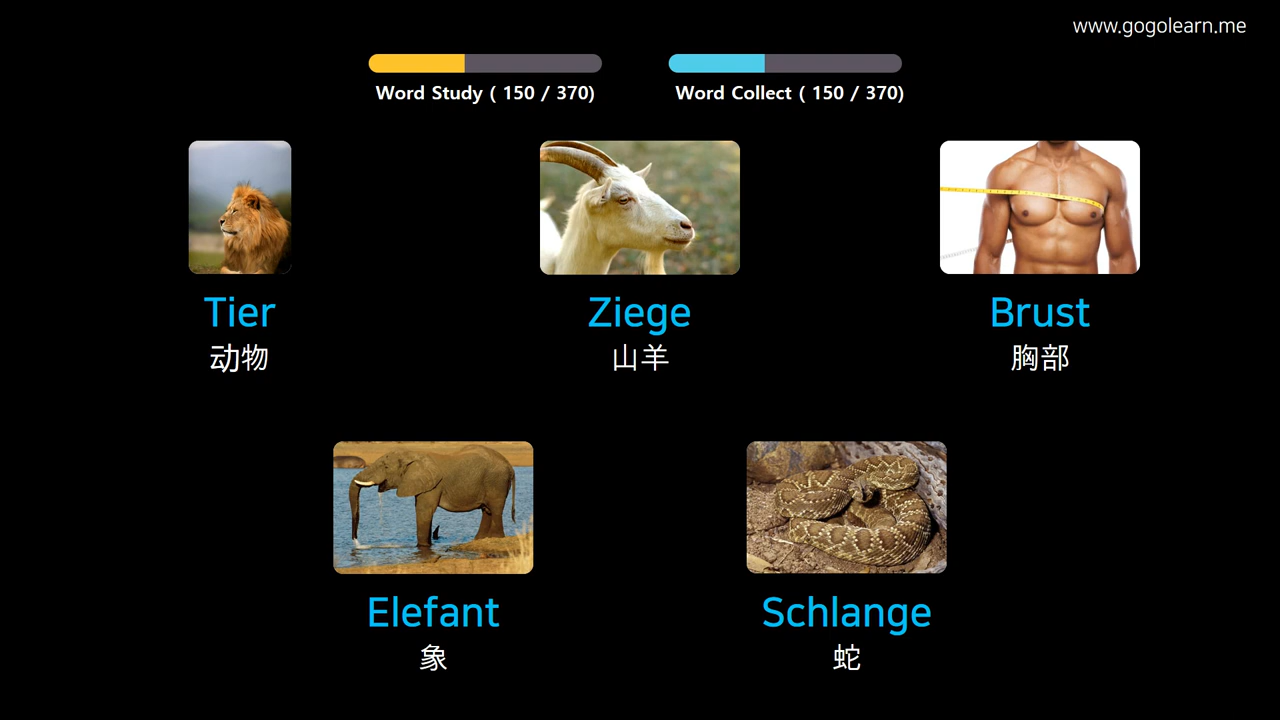 www.gogolearn.me
Word Study ( 150 / 370)
Word Collect ( 150 / 370)
Tier
动物
Ziege
山羊
Brust
胸部
Elefant
象
Schlange
蛇